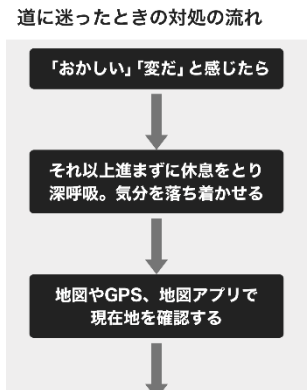 道に迷ったときの対処の流れ
「おかしい」「変だ」と感じたら
それ以上進まずに休息をとり
深呼吸。気分を落ち着かせる
地図やGPS、地図アプリで
現在地を確認する